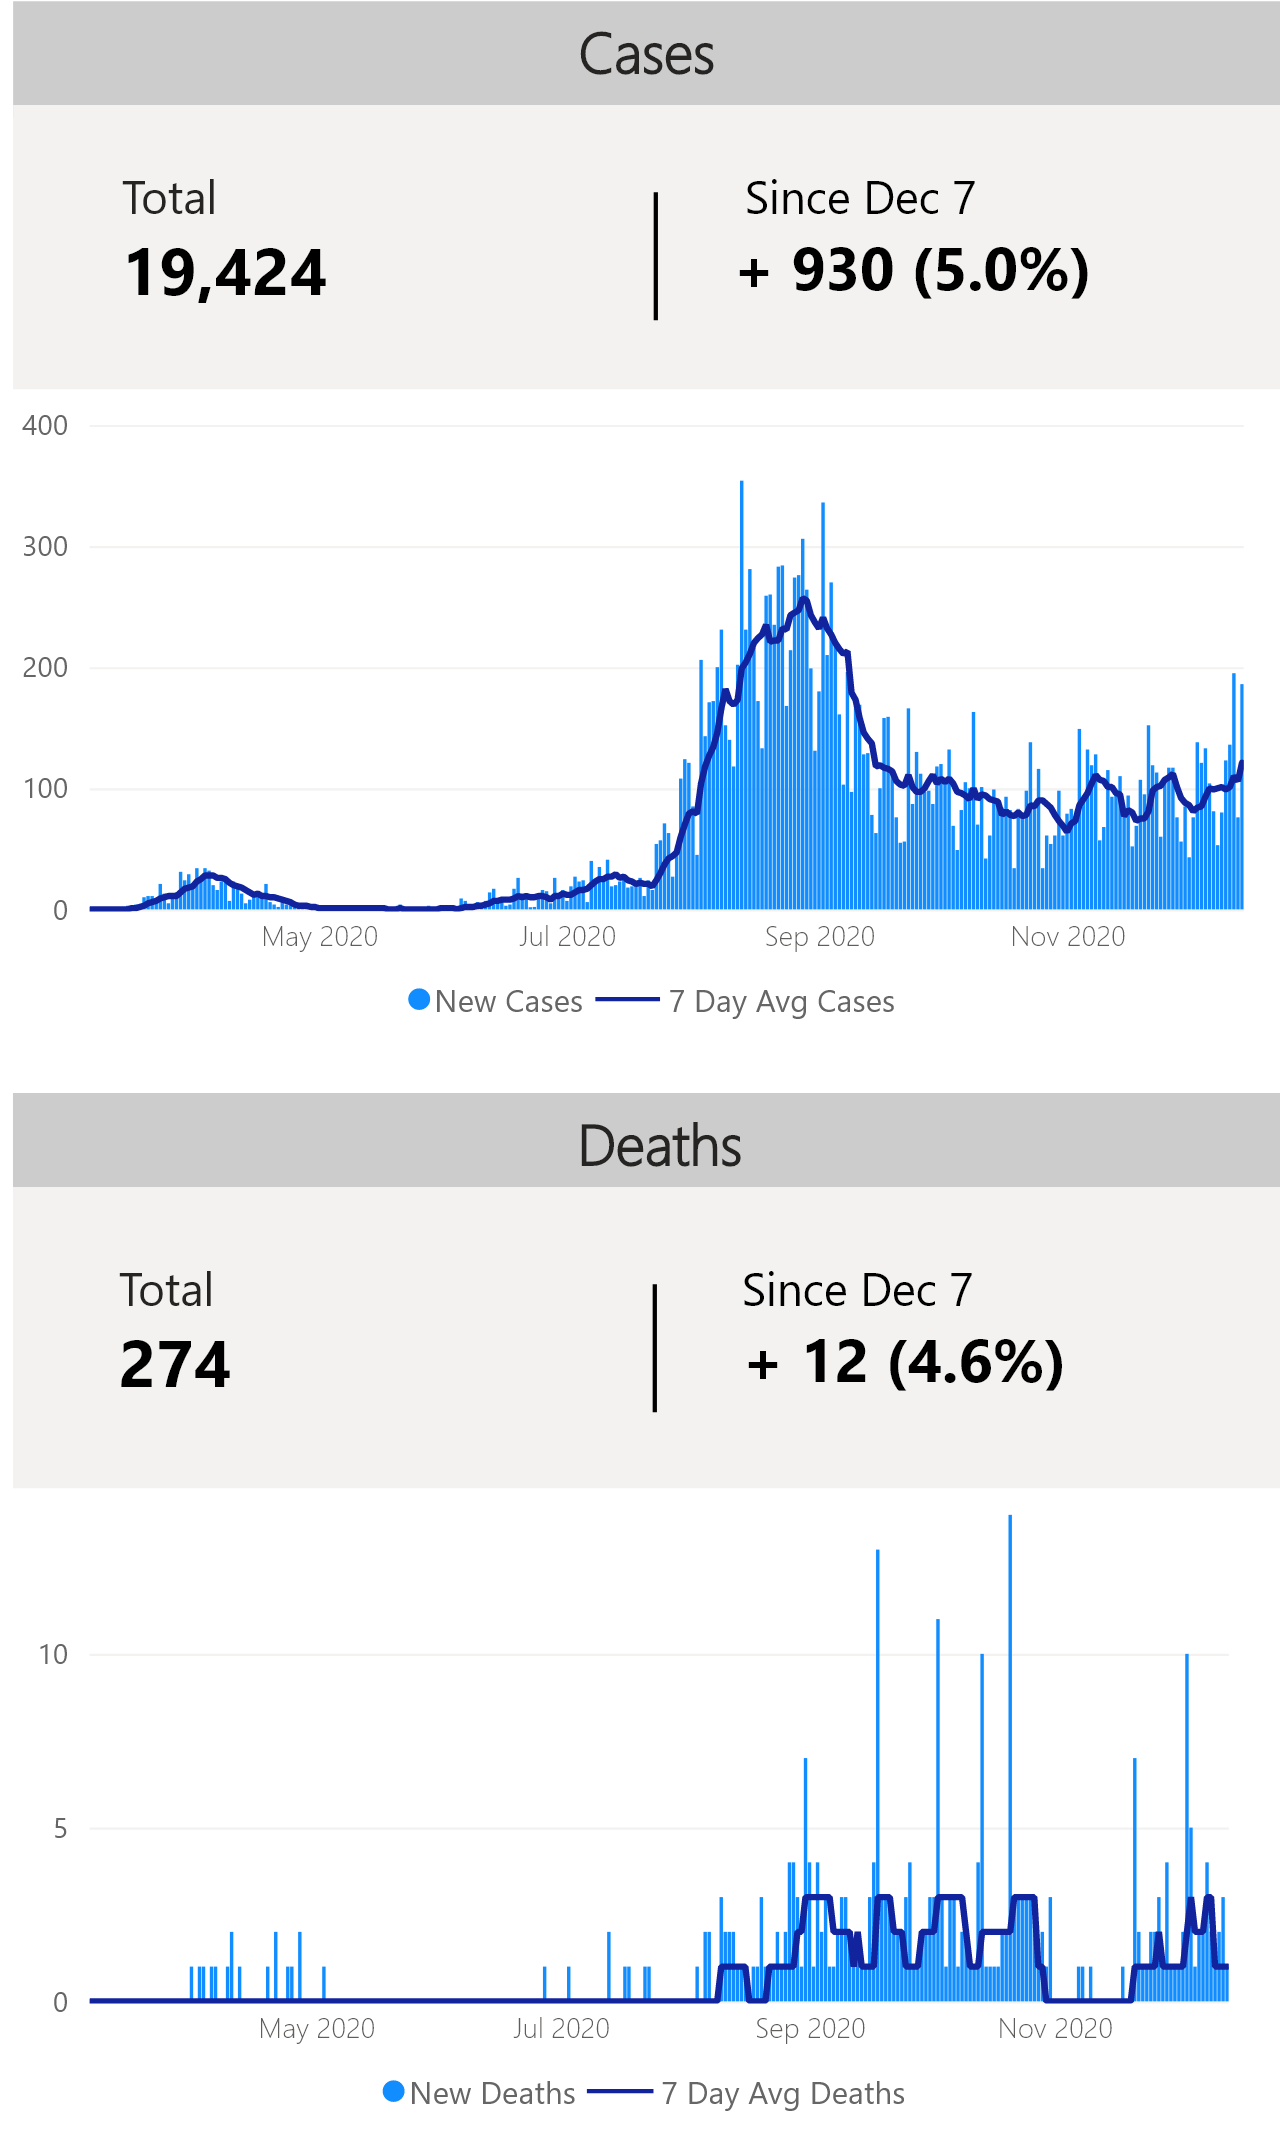 Cases
Total
Since Dec 7
19,424
+ 930 (5.0%)
400
300
200
100
0
May 2020
Jul 2020
Sep 2020
Nov 2020
New Cases
7 Day Avg Cases
Deaths
Total
Since Dec 7
274
+ 12 (4.6%)
10
5
0
May 2020
Jul 2020
Sep 2020
Nov 2020
New Deaths
7 Day Avg Deaths